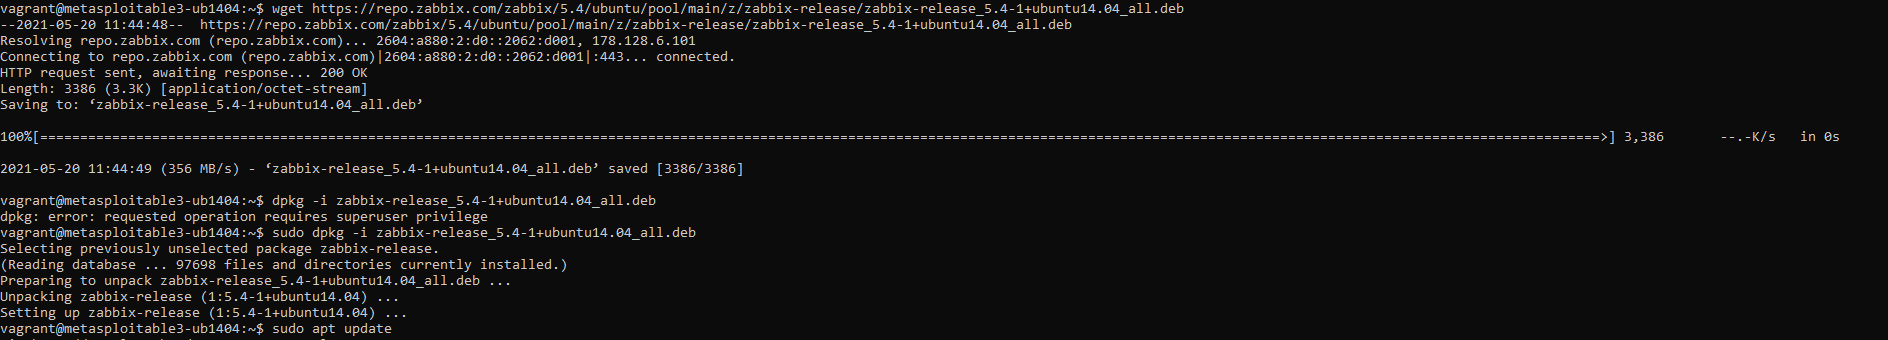 vagrant@metasploitable3-ub1404:~$ wget https://repo.zabbix.com/zabbix/5.4/ubuntu/pool/main/z/zabbix-release/zabbix-release_5.4-1+ubuntu14.04_all.deb
--2021-05-20 11:44:48--  https://repo.zabbix.com/zabbix/5.4/ubuntu/pool/main/z/zabbix-release/zabbix-release_5.4-1+ubuntu14.04_all.deb
Resolving repo.zabbix.com (repo.zabbix.com)... 2604:a880:2:d0::2062:d001, 178.128.6.101
Connecting to repo.zabbix.com (repo.zabbix.com)|2604:a880:2:d0::2062:d001|:443... connected.
HTTP request sent, awaiting response... 200 OK
Length: 3386 (3.3K) [application/octet-stream]
Saving to: ‘zabbix-release_5.4-1+ubuntu14.04_all.deb’
100%[===================================================================================================================================================================================================>] 3,386       --.-K/s   in 0s
2021-05-20 11:44:49 (356 MB/s) - ‘zabbix-release_5.4-1+ubuntu14.04_all.deb’ saved [3386/3386]
vagrant@metasploitable3-ub1404:~$ dpkg -i zabbix-release_5.4-1+ubuntu14.04_all.deb
dpkg: error: requested operation requires superuser privilege
vagrant@metasploitable3-ub1404:~$ sudo dpkg -i zabbix-release_5.4-1+ubuntu14.04_all.deb
Selecting previously unselected package zabbix-release.
(Reading database ... 97698 files and directories currently installed.)
Preparing to unpack zabbix-release_5.4-1+ubuntu14.04_all.deb ...
Unpacking zabbix-release (1:5.4-1+ubuntu14.04) ...
Setting up zabbix-release (1:5.4-1+ubuntu14.04) ...
vagrant@metasploitable3-ub1404:~$ sudo apt update